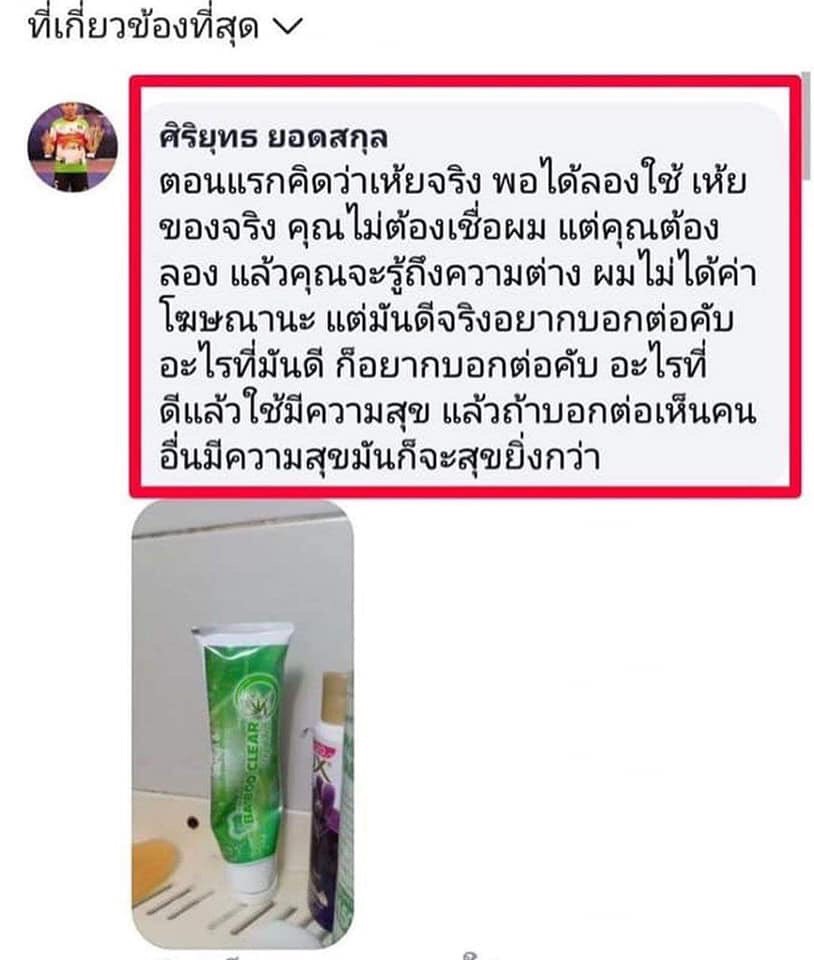 ที่เกี่ยวข้องที่สุด
ศิริยุทธ ยอดสกุล
ตอนแรกคิดว่าเห้ยจริง พอได้ลองใช้ เห้ย
ของจริง คุณไม่ต้องเชื่อผม แต่คุณต้อง
ลอง แล้วคุณจะรู้ถึงความต่าง ผมไม่ได้ค่า
โฆษณานะ แต่มันดีจริงอยากบอกต่อคับ
อะไรที่มันดี ก็อยากบอกต่อคับ อะไรที่
ดีแล้วใช้มีความสุข แล้วถ้าบอกต่อเห็นคน
อื่นมีความสุขมันก็จะสุขยิ่งกว่า
CLEAR